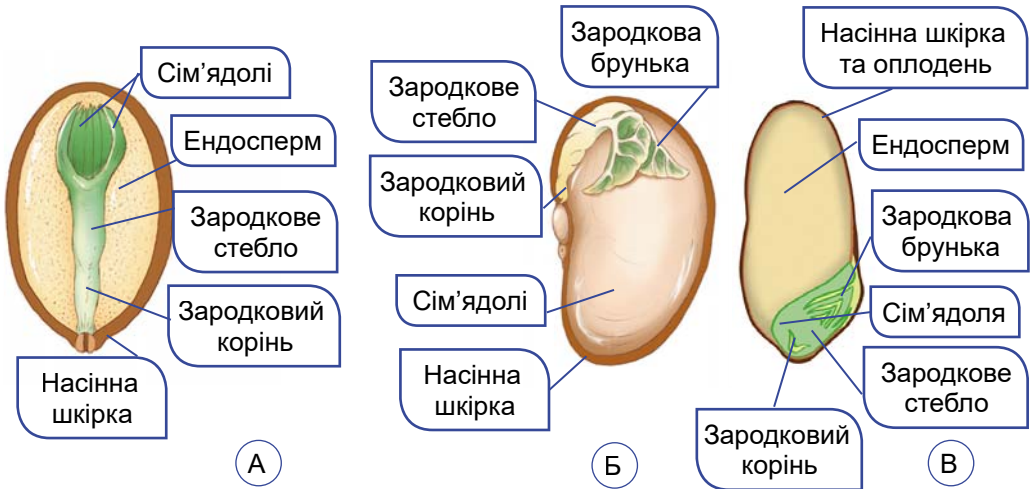 Сім’ядолі
Ендосперм
Зародкове
стебло
Зародковий
корінь
Насінна
шкірка
А
Зародкова
брунька
Зародкове
стебло
Зародковий
корінь
Сім’ядолі
Насінна
шкірка
Б
Насінна шкірка
та оплодень
Ендосперм
Зародкова
брунька
Сім’ядоля
Зародкове
стебло
Зародковий
корінь
В